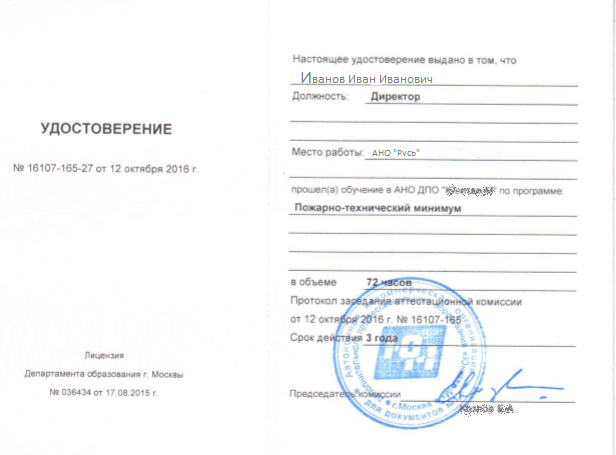 УДОСТОВЕРЕНИЕ
№ 16107-165-27 от 12 октября 2016 г.
Лицензия
Департамента образования г. Москвы
№ 036434 от 17.08.2015 г.
Настоящее удостоверение выдано в том, что
Иванов Иван Иванович
Должность: Директор
Место работы: АНО "Русь"
прошел(а) обучение в АНО ДПО " " по программе:
Пожарно-технический минимум
в объеме 72 часов
Протокол заседания аттестационной комиссии
от 12 октября 2016 г. № 16107-165
Срок действия 3 года
Председатель комиссии
г.Москва
ДЛЯ ДОКУМЕНТОВ